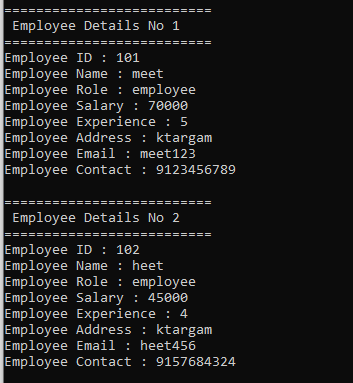 ==========================
Employee Details No 1
==========================
Employee ID : 101
Employee Name : meet
Employee Role : employee
Employee Salary : 70000
Employee Experience : 5
Employee Address : ktargam
Employee Email : meet123
Employee Contact : 9123456789
==========================
Employee Details No 2
==========================
Employee ID : 102
Employee Name : heet
Employee Role : employee
Employee Salary : 45000
Employee Experience : 4
Employee Address : ktargam
Employee Email : heet456
Employee Contact : 9157684324